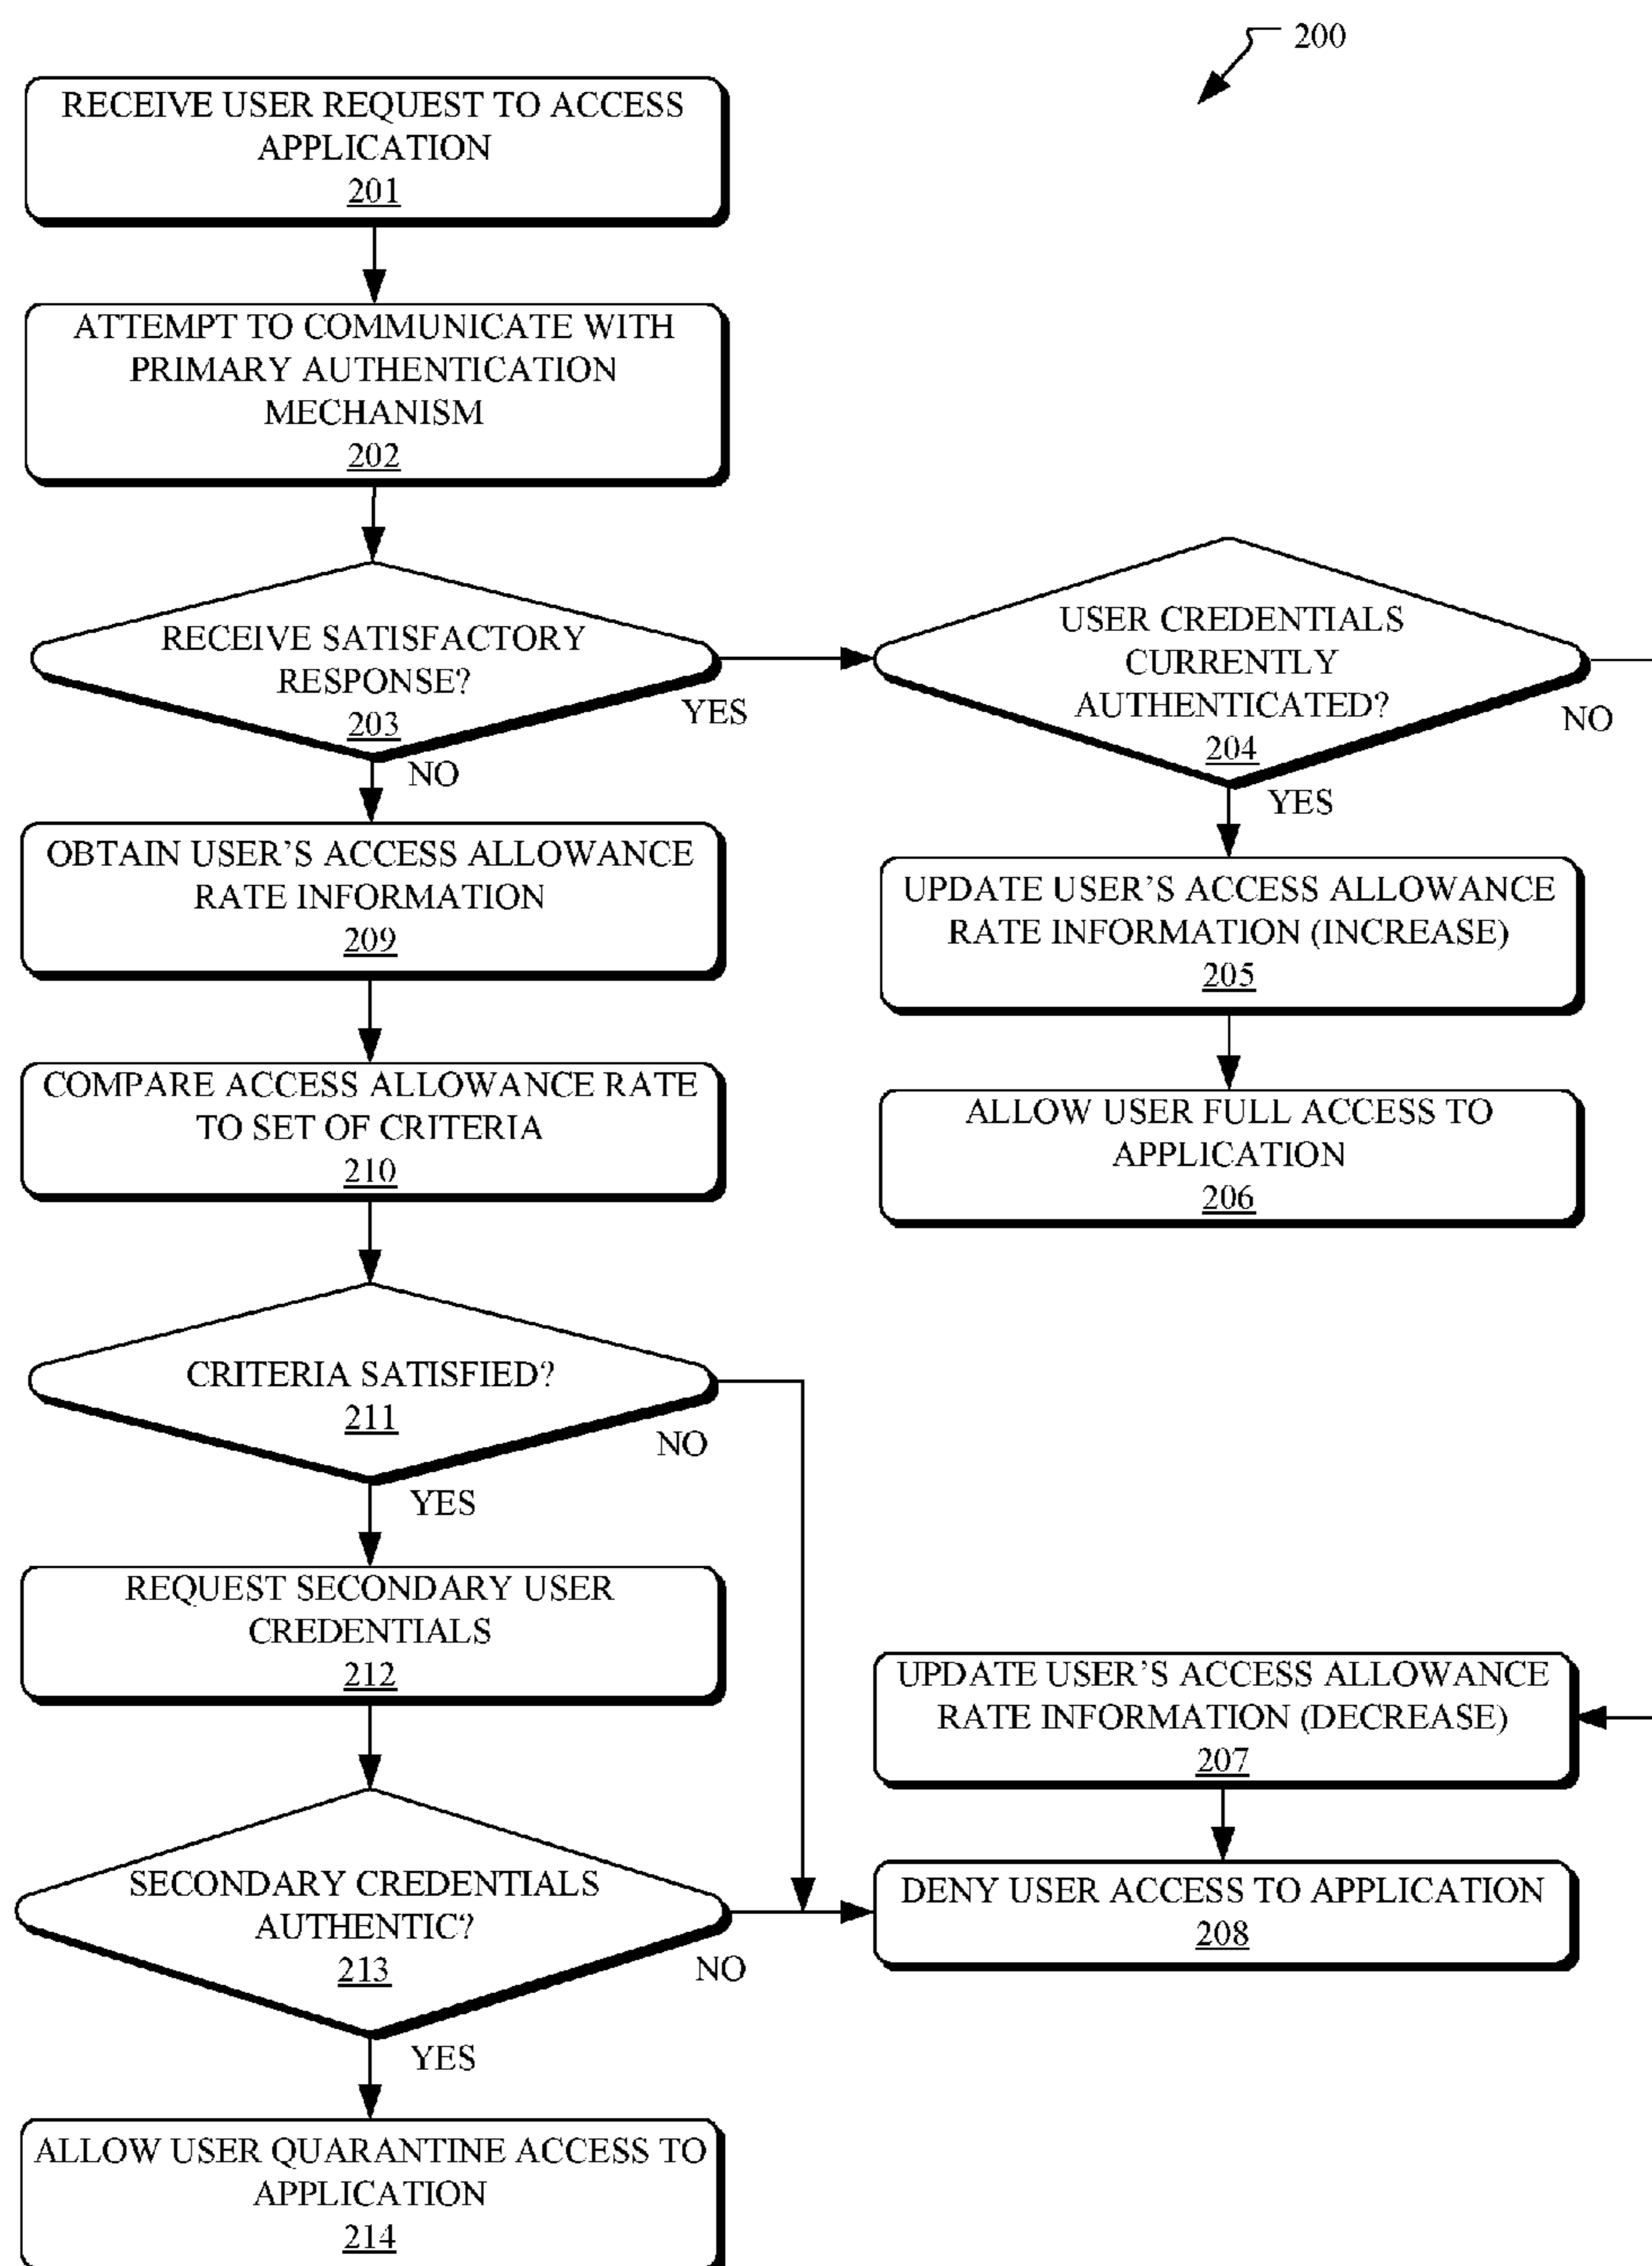 200
RECEIVE USER REQUEST TO ACCESS
APPLICATION
201
ATTEMPT TO COMMUNICATE WITH
PRIMARY AUTHENTICATION
MECHANISM
202
RECEIVE SATISFACTORY
RESPONSE?
203
YES
NO
USER CREDENTIALS
CURRENTLY
AUTHENTICATED?
204
NO
YES
UPDATE USER'S ACCESS ALLOWANCE
RATE INFORMATION (INCREASE)
205
ALLOW USER FULL ACCESS TO
APPLICATION
206
OBTAIN USER'S ACCESS ALLOWANCE
RATE INFORMATION
209
COMPARE ACCESS ALLOWANCE RATE
TO SET OF CRITERIA
210
CRITERIA SATISFIED?
211
NO
YES
REQUEST SECONDARY USER
CREDENTIALS
212
UPDATE USER'S ACCESS ALLOWANCE
RATE INFORMATION (DECREASE)
207
DENY USER ACCESS TO APPLICATION
208
SECONDARY CREDENTIALS
AUTHENTIC?
213
NO
YES
ALLOW USER QUARANTINE ACCESS TO
APPLICATION
214